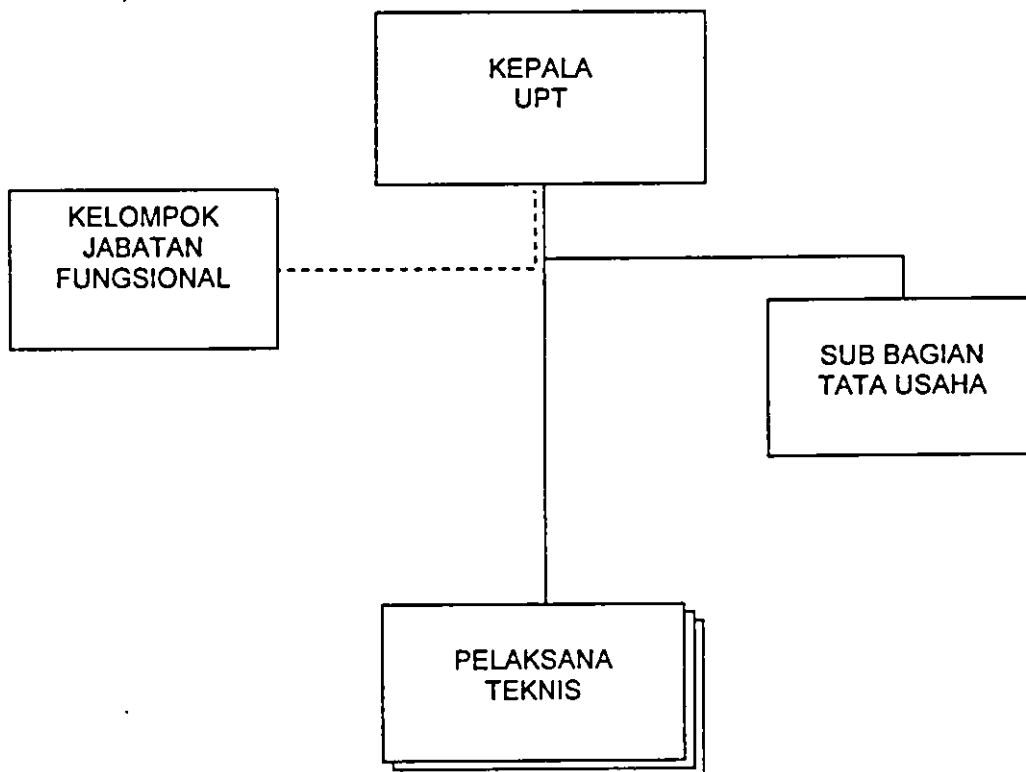 KEPALA
UPT
KELOMPOK
JABATAN
FUNGSIONAL
SUB BAGIAN
TATA USAHA
PELAKSANA
TEKNIS